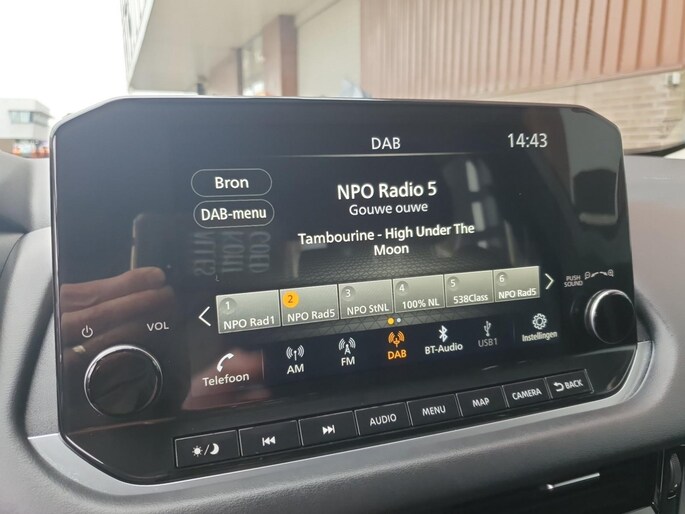 DAB
14:43
Bron
DAB-menu
NPO Radio 5
Gouwe ouwe
Tambourine - High Under The
Moon
PUSH
SOUND
1
NPO Rad1
2
NPO Rad5
3
NPO StNL
4
100% NL
5
538Class
6
NPO Rad5
VOL
Telefoon
AM
FM
DAB
BT-Audio
USB1
Instellingen
AUDIO
MENU
MAP
CAMERA
BACK